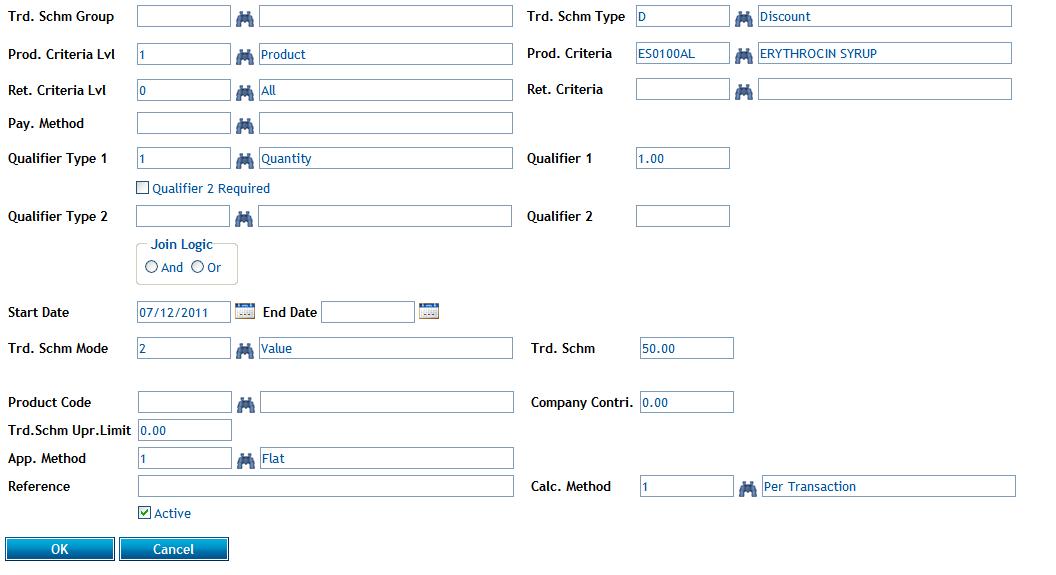 Trd. Schm Group Trd. Schm Type D Discount
Prod. Criteria Lvl 1 Product Prod. Criteria ES0100AL ERYTHROCIN SYRUP
Ret. Criteria Lvl 0 All Ret. Criteria
Pay. Method
Qualifier Type 1 1 Quantity Qualifier 1 1.00
Qualifier 2 Required
Qualifier Type 2 Qualifier 2
Join Logic
And Or
Start Date 07/12/2011 End Date
Trd. Schm Mode 2 Value Trd. Schm 50.00
Product Code Company Contri. 0.00
Trd.Schm Upr.Limit 0.00
App. Method 1 Flat
Reference Calc. Method 1 Per Transaction
Active
OK Cancel